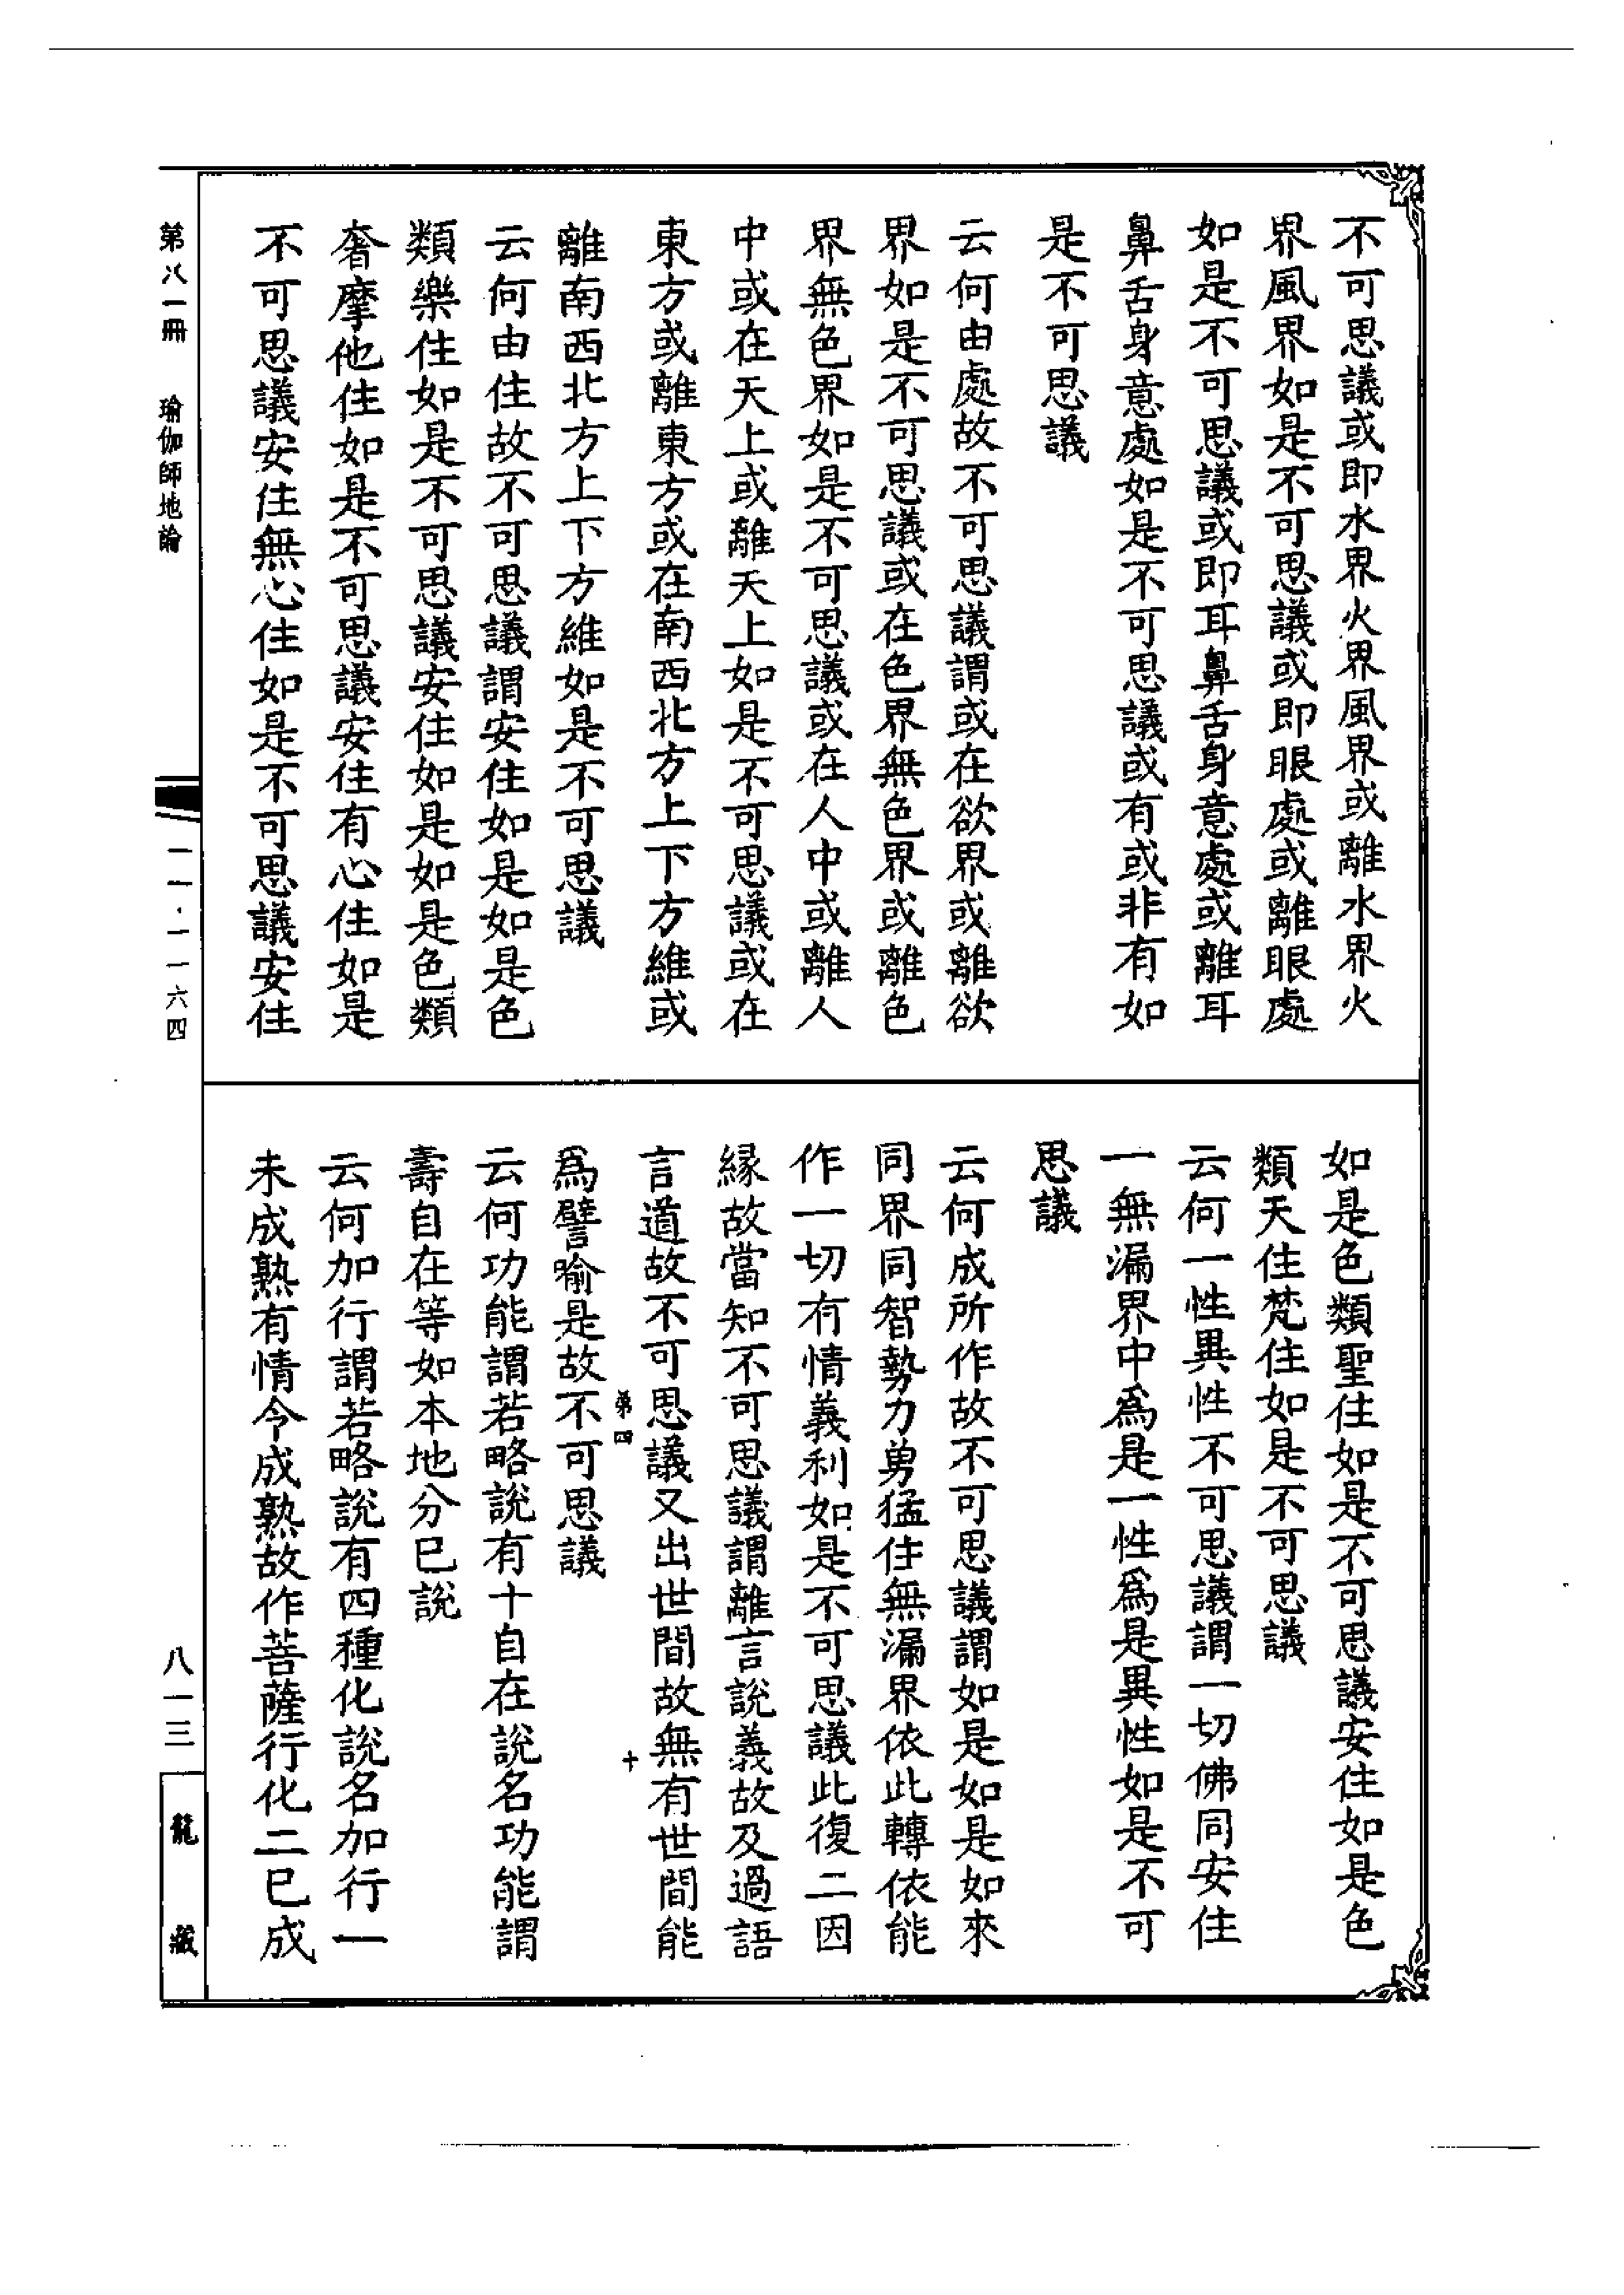 不可思議或即水界火界風界或離水界火
界風界如是不可思議或即眼處或離眼處
如是不可思議或即耳鼻舌身意處或離耳
鼻舌身意處如是不可思議或有或非有如
是不可思議
云何由處故不可思議謂或在欲界或離欲
界如是不可思議或在色界無色界或離色
界無色界如是不可思議或在人中或離人
中或在天上或離天上如是不可思議或在
東方或離東方或在南西北方上下方維或
離南西北方上下方維如是不可思議
云何由住故不可思議謂安住如是如是色
類樂住如是不可思議安住如是如是色類
奢摩他住如是不可思議安住有心住如是
不可思議安住無心住如是不可思議安住
如是色類聖住如是不可思議安住如是色
類天住梵住如是不可思議
云何一性異性不可思議謂一切佛同安住
一無漏界中爲是一性爲是異性如是不可
思議
云何成所作故不可思議謂如是如是如來
同界同智勢力勇猛住無漏界依此轉依能
作一切有情義利如是不可思議此復二因
緣故當知不可思議謂離言說義故及過語
言道故不可思議又出世間故無有世間能
爲譬喻是故不可思議
云何功能謂若略說有十自在說名功能謂
壽自在等如本地分已說
云何加行謂若略說有四種化說名加行一
未成熟有情今成熟故作菩薩行化二已成
第四
十
第八一冊 瑜伽師地論
一一·一一六四
八一三
龍藏